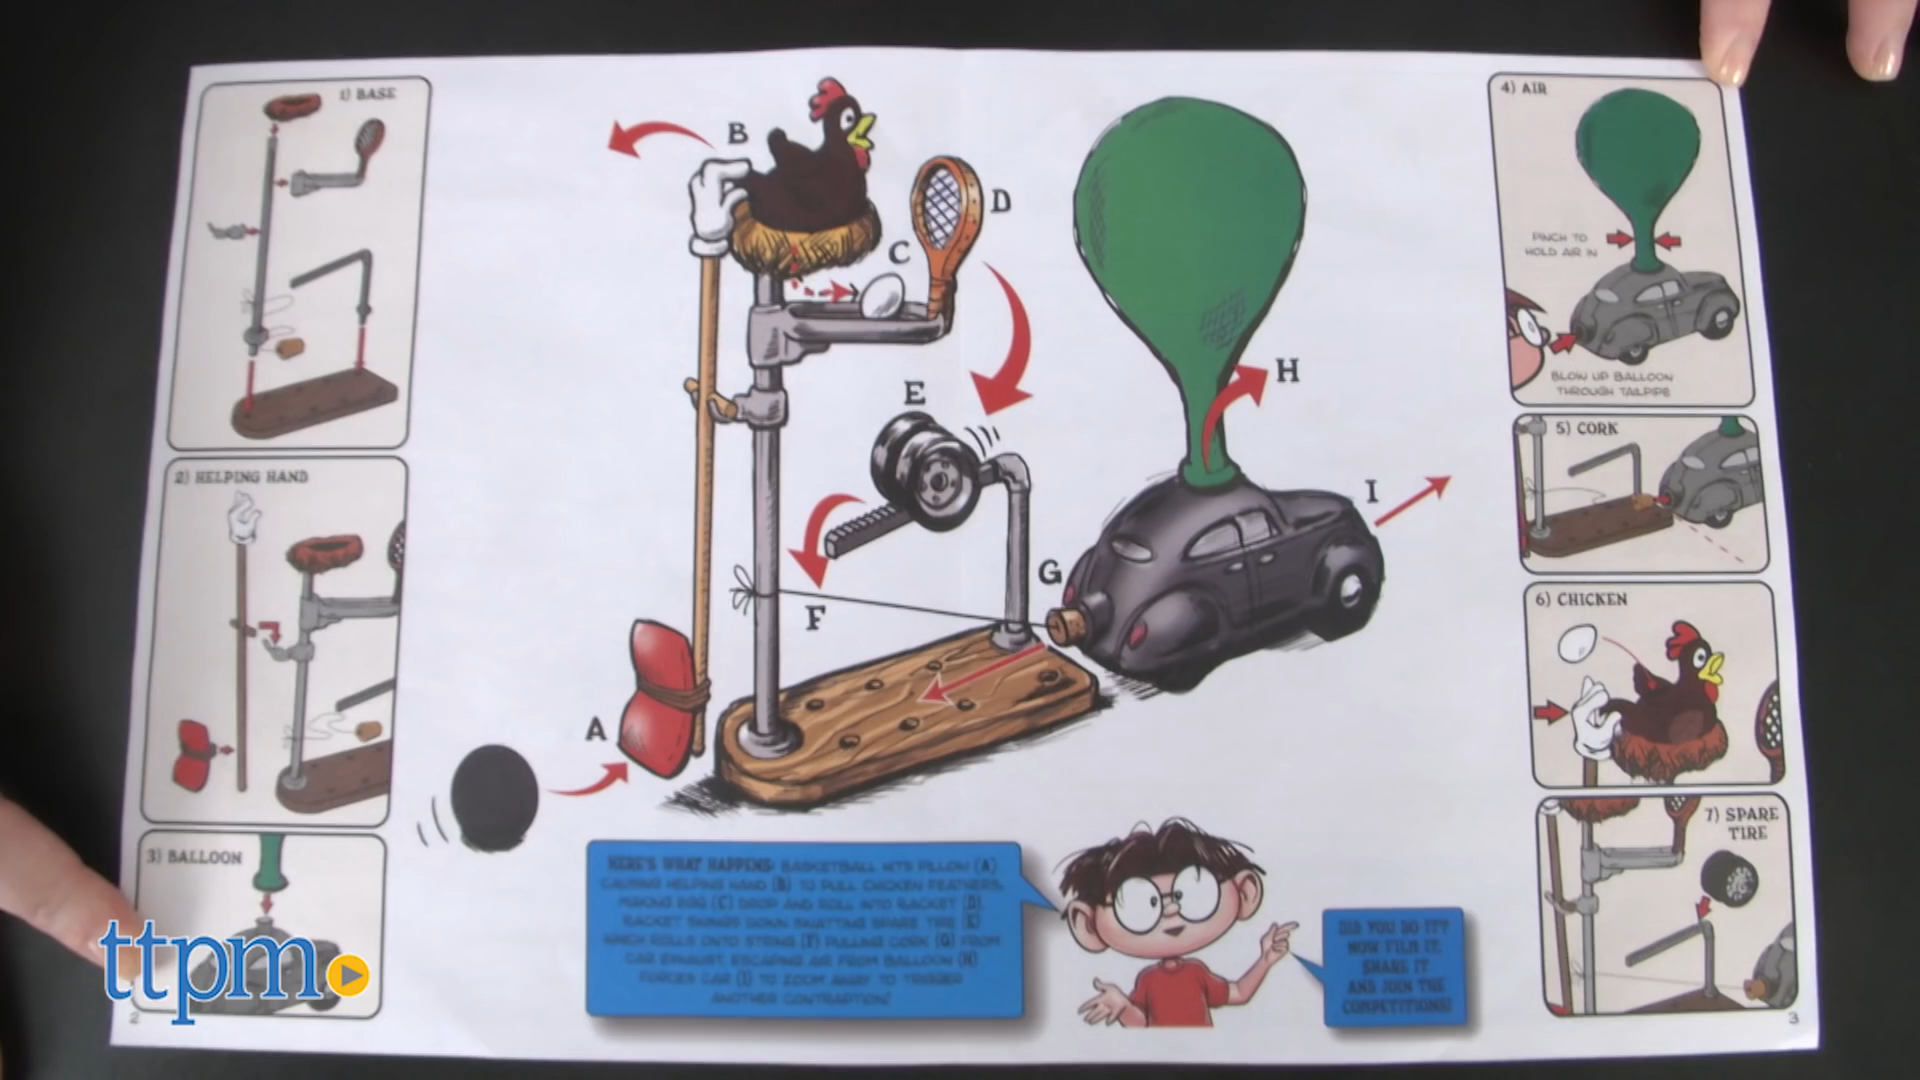 1) BASE
2) HELPING HAND
3) BALLOON
2
B
D
C
E
H
I
G
F
A
HERE'S WHAT HAPPENS: BASKETBALL HITS PILLOW (A)
CAUSING HELPING HAND (B) TO PULL CHICKEN FEATHERS,
MAKING EGG (C) DROP AND ROLL INTO RACKET (D).
RACKET SWINGS DOWN SWATTING SPARE TIRE (E)
WHICH ROLLS ONTO STRING (F) PULLING CORK (G) FROM
CAR EXHAUST. ESCAPING AIR FROM BALLOON (H)
FORCES CAR (I) TO ZOOM AWAY TO TRIGGER
ANOTHER CONTRAPTION!
DID YOU DO IT?
NOW FILM IT,
SHARE IT
AND JOIN THE
COMPETITIONS!
4) AIR
PINCH TO
HOLD AIR IN
BLOW UP BALLOON
THROUGH TAILPIPE
5) CORK
6) CHICKEN
7) SPARE
TIRE
3
ttpm